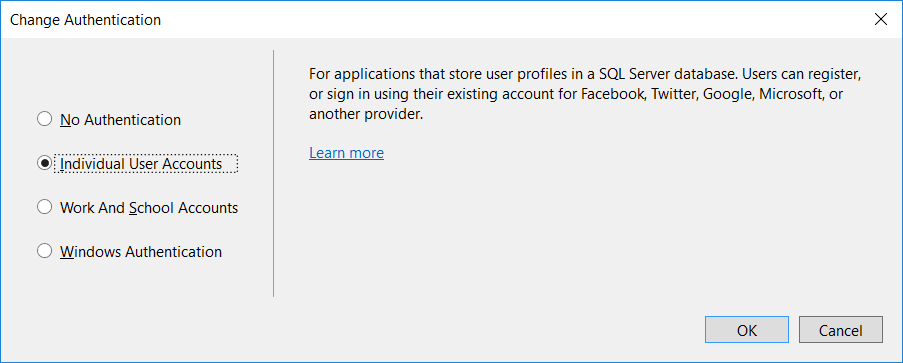 Change Authentication
No Authentication
Individual User Accounts
Work And School Accounts
Windows Authentication
For applications that store user profiles in a SQL Server database. Users can register,
or sign in using their existing account for Facebook, Twitter, Google, Microsoft, or
another provider.
Learn more
OK
Cancel